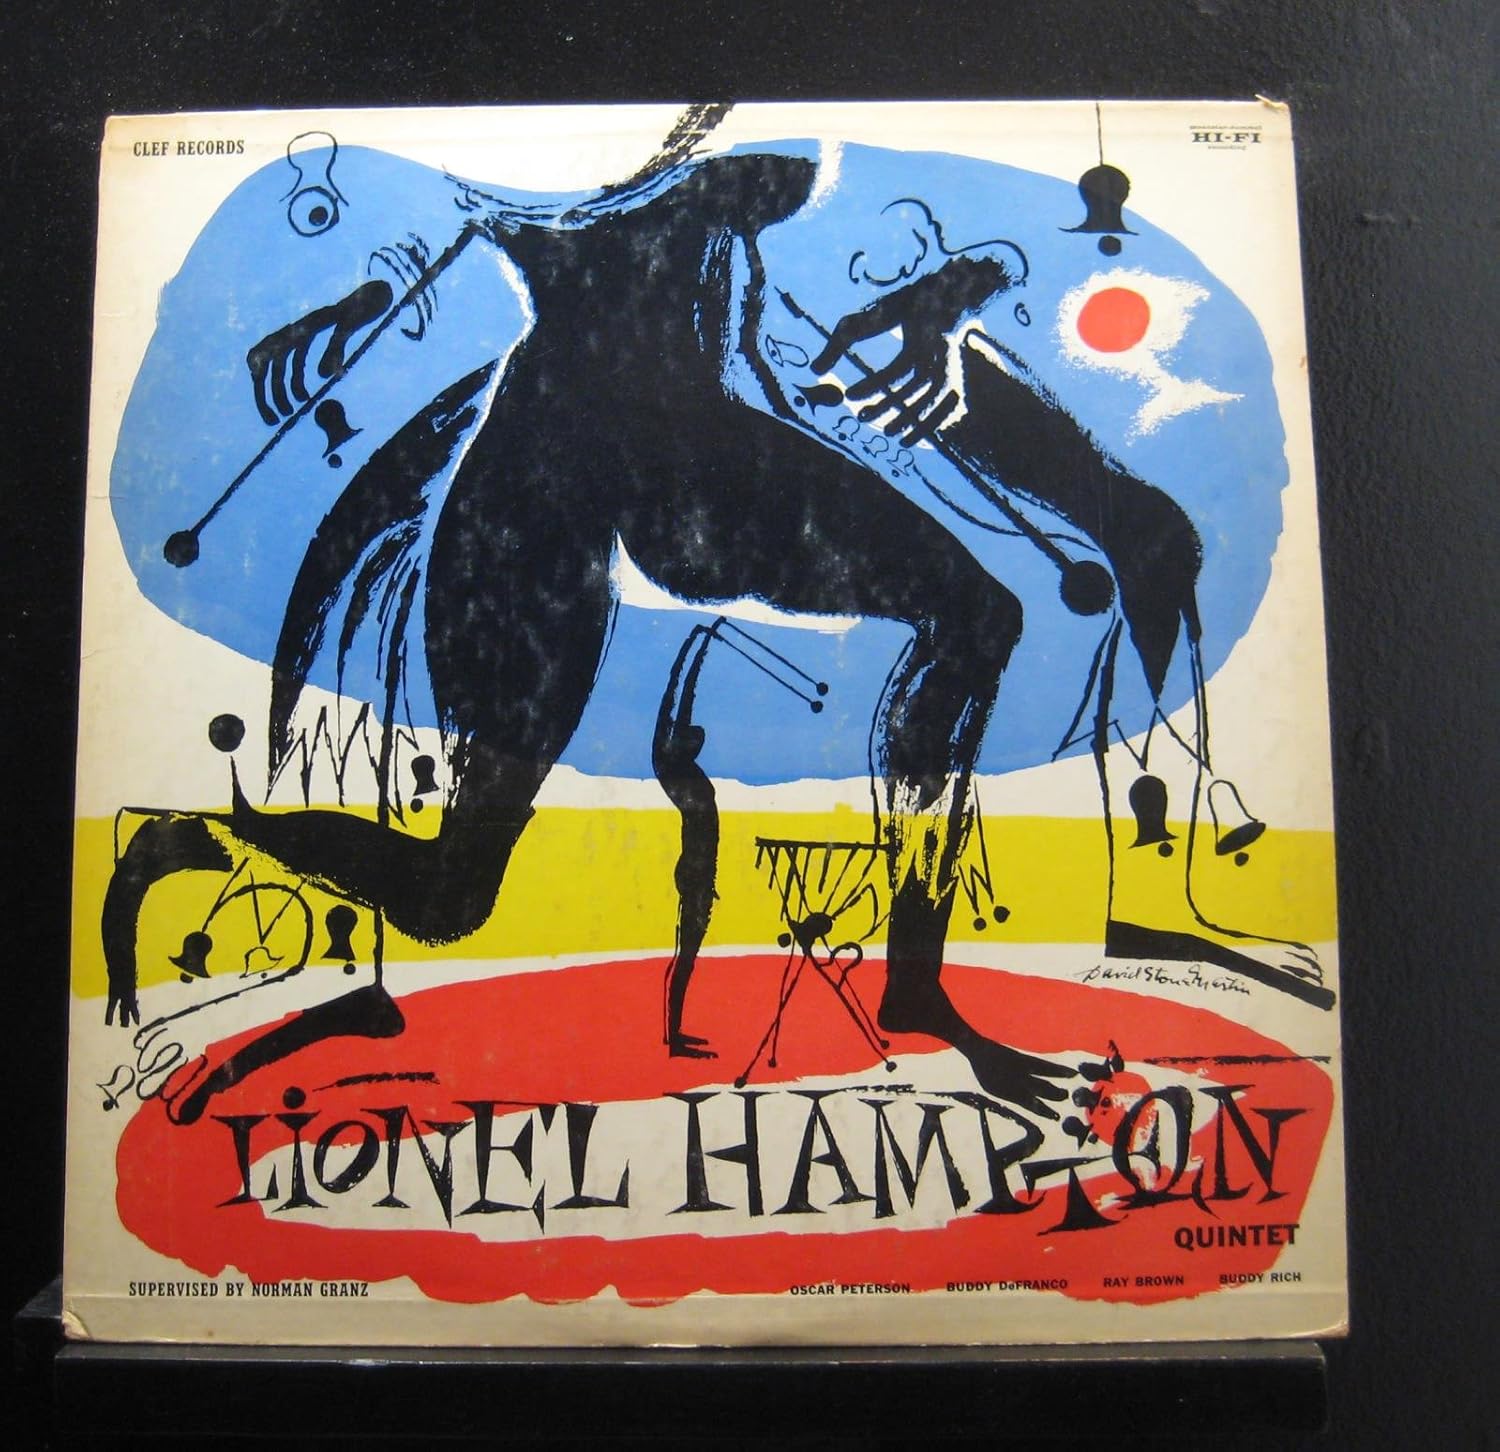 CLEF RECORDS
HI-FI
recording
David Stone Martin
LIONEL HAMPTON
QUINTET
SUPERVISED BY NORMAN GRANZ
OSCAR PETERSON BUDDY DeFRANCO RAY BROWN BUDDY RICH